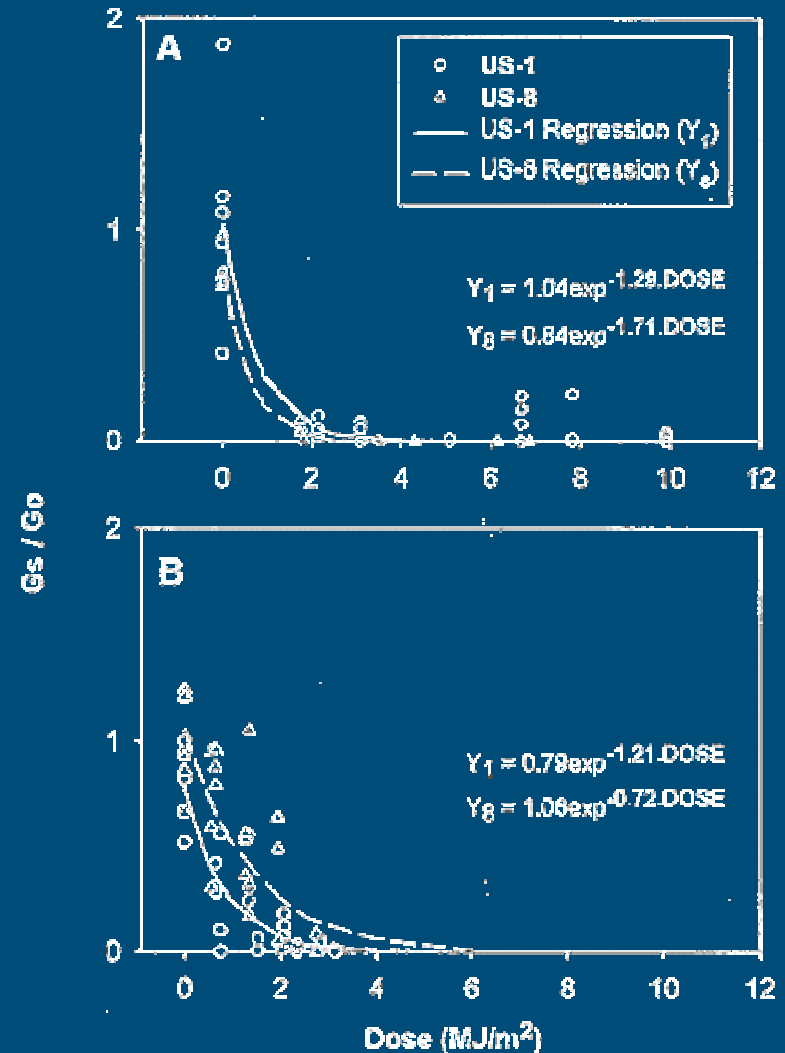 2
A
US-1
US-8
US-1 Regression (Y₁)
US-8 Regression (Y₈)
1
Y₁ = 1.04exp^-1.29.DOSE
Y₈ = 0.84exp^-1.71.DOSE
0
0 2 4 6 8 10 12
Gs / Go
2
B
1
Y₁ = 0.79exp^-1.21.DOSE
Y₈ = 1.06exp^-0.72.DOSE
0
0 2 4 6 8 10 12
Dose (MJ/m²)